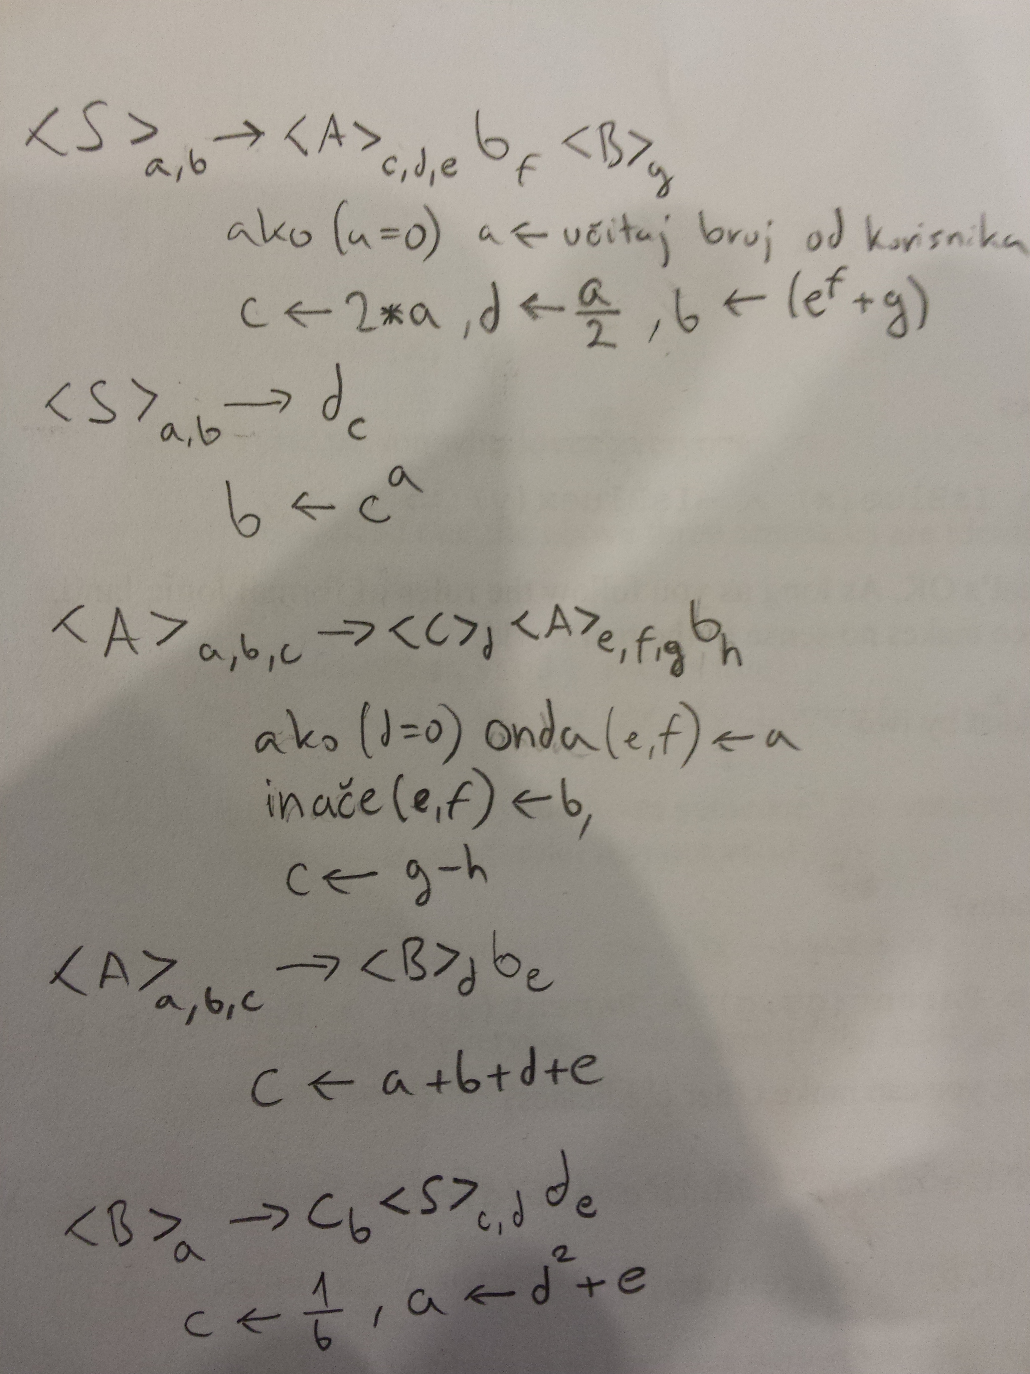 <S>a,b → <A>c,d,e bf <B>g
ako (a=0) a ← učitaj broj od korisnika
c ← 2*a, d ← a/2, b ← (e^f + g)
<S>a,b → dc
b ← c^a
<A>a,b,c → <C>d <A>e,f,g bh
ako (d=0) onda (e,f) ← a
inače (e,f) ← b,
c ← g-h
<A>a,b,c → <B>d be
c ← a+b+d+e
<B>a → cb <S>c,d de
c ← 1/b, a ← d^2+e